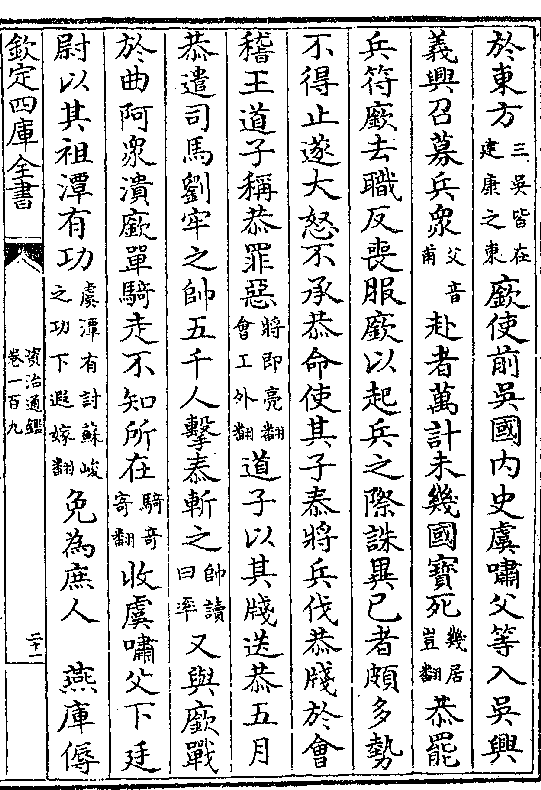 於東方三吳皆在建康之東廞使前吳國內史虞嘯父等入吳興
義興召募兵衆父音甫赴者萬計未幾國寶死幾居豈翻恭罷
兵符廞去職反喪服廞以起兵之際誅異已者頗多勢
不得止遂大怒不承恭命使其子泰將兵伐恭牋於會
稽王道子稱恭罪惡將即亮翻會工外翻道子以其牋送恭五月
恭遣司馬劉牢之帥五千人擊泰斬之帥讀曰率又與廞戰
於曲阿衆潰廞單騎走不知所在騎奇寄翻收虞嘯父下廷
尉以其祖潭有功虞潭有討蘇峻之功下遐嫁翻免為庶人 燕庫傉
欽定四庫全書
資治通鑑
卷一百九
二十一